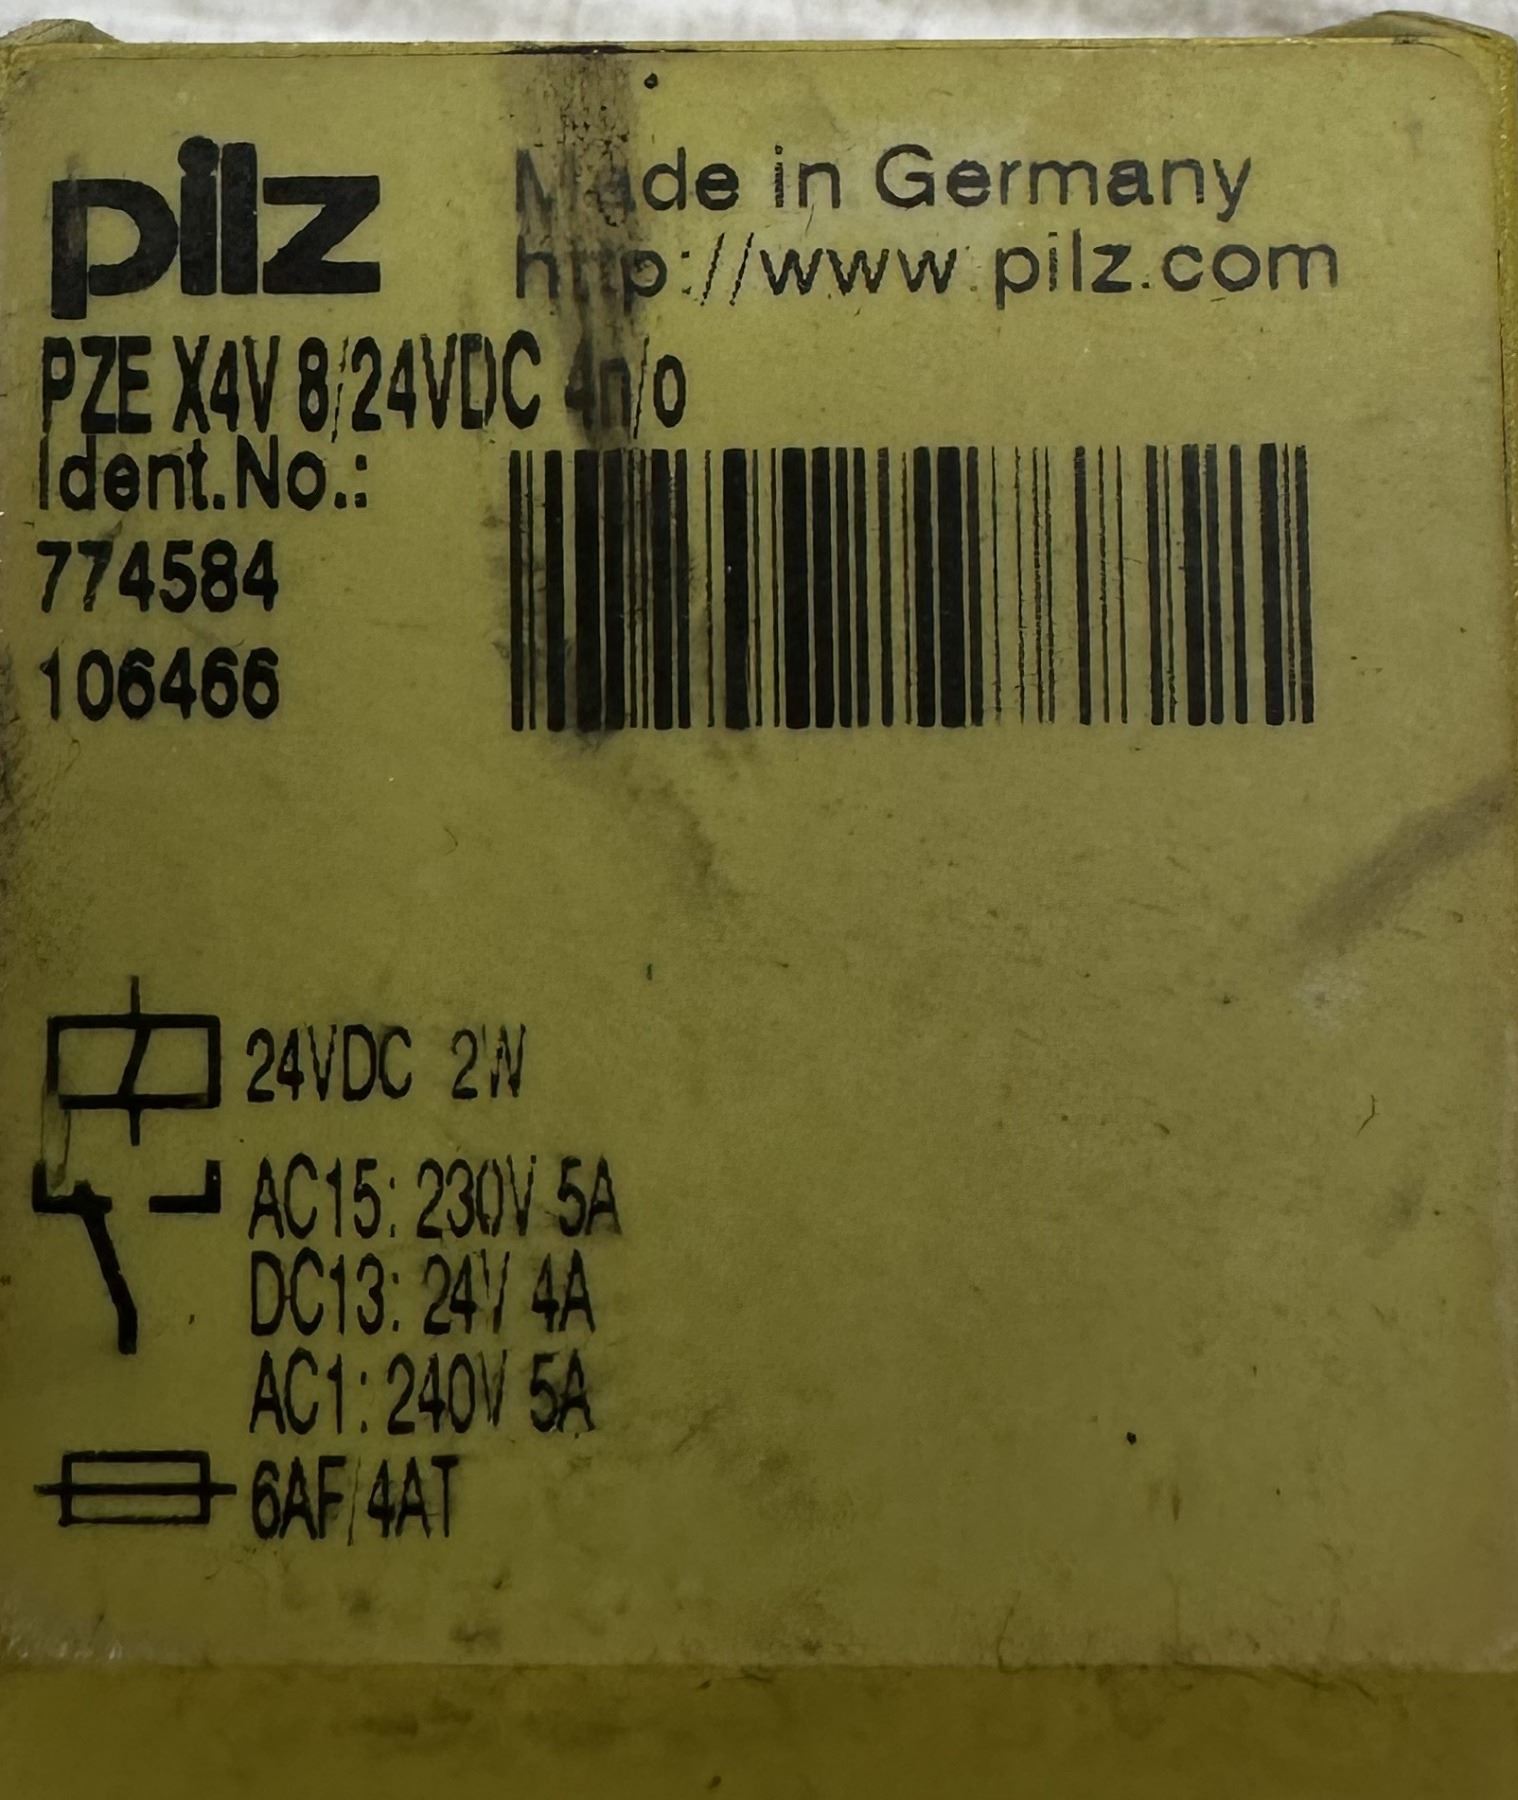 pilz
Made in Germany
http://www.pilz.com
PZE X4V 8/24VDC 4n/o
Ident.No.:
774584
106466
24VDC 2W
AC15: 230V 5A
DC13: 24V 4A
AC1: 240V 5A
6AF/4AT